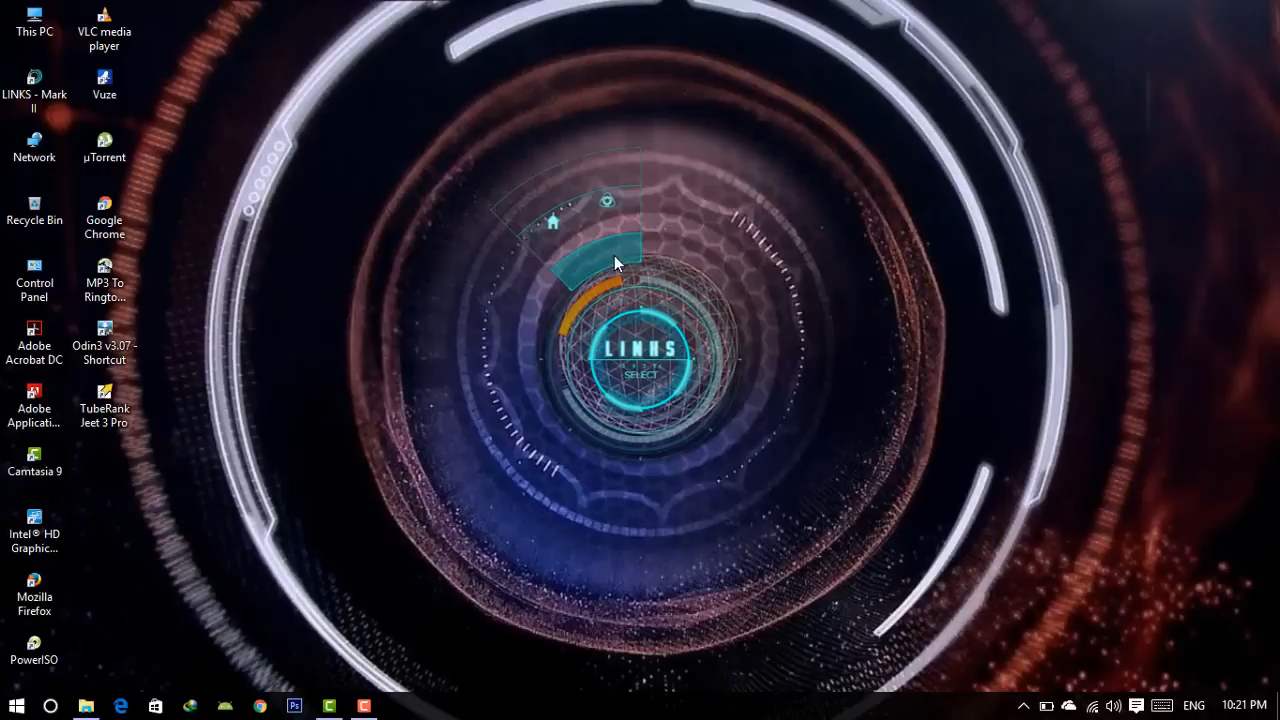 This PC
VLC media
player
LINKS - Mark
II
Vuze
Network
µTorrent
Recycle Bin
Google
Chrome
Control
Panel
MP3 To
Ringto...
Adobe
Acrobat DC
Odin3 v3.07 -
Shortcut
Adobe
Applicati...
TubeRank
Jeet 3 Pro
Camtasia 9
Intel® HD
Graphic...
Mozilla
Firefox
PowerISO
LINKS
SELECT
Ps
ENG
10:21 PM